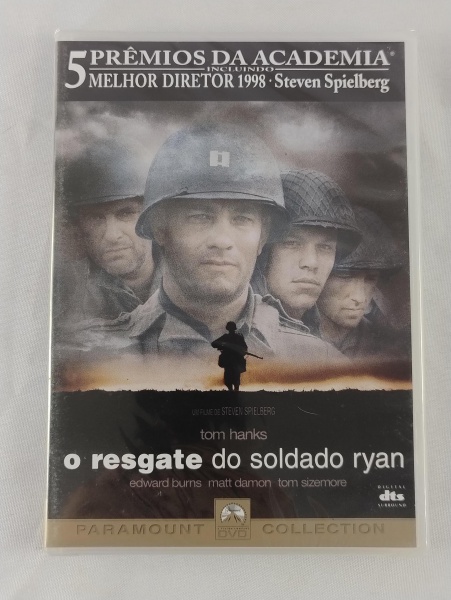 5 PRÊMIOS DA ACADEMIA®
INCLUINDO
MELHOR DIRETOR 1998 · Steven Spielberg
UM FILME DE STEVEN SPIELBERG
tom hanks
o resgate do soldado ryan
edward burns matt damon tom sizemore
DIGITAL
dts
SURROUND
PARAMOUNT DVD COLLECTION